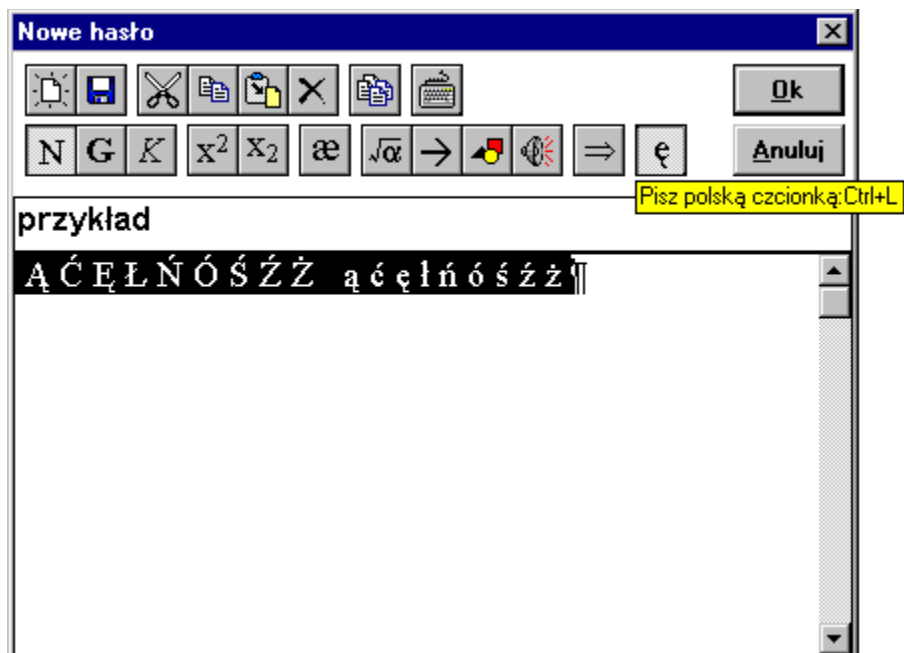 Nowe hasło
Ok
N G K x² x₂ æ √α → ⇒ ę Anuluj
Pisz polską czcionką:Ctrl+L
przykład
Ą Ć Ę Ł Ń Ó Ś Ź Ż ą ć ę ł ń ó ś ź ż¶